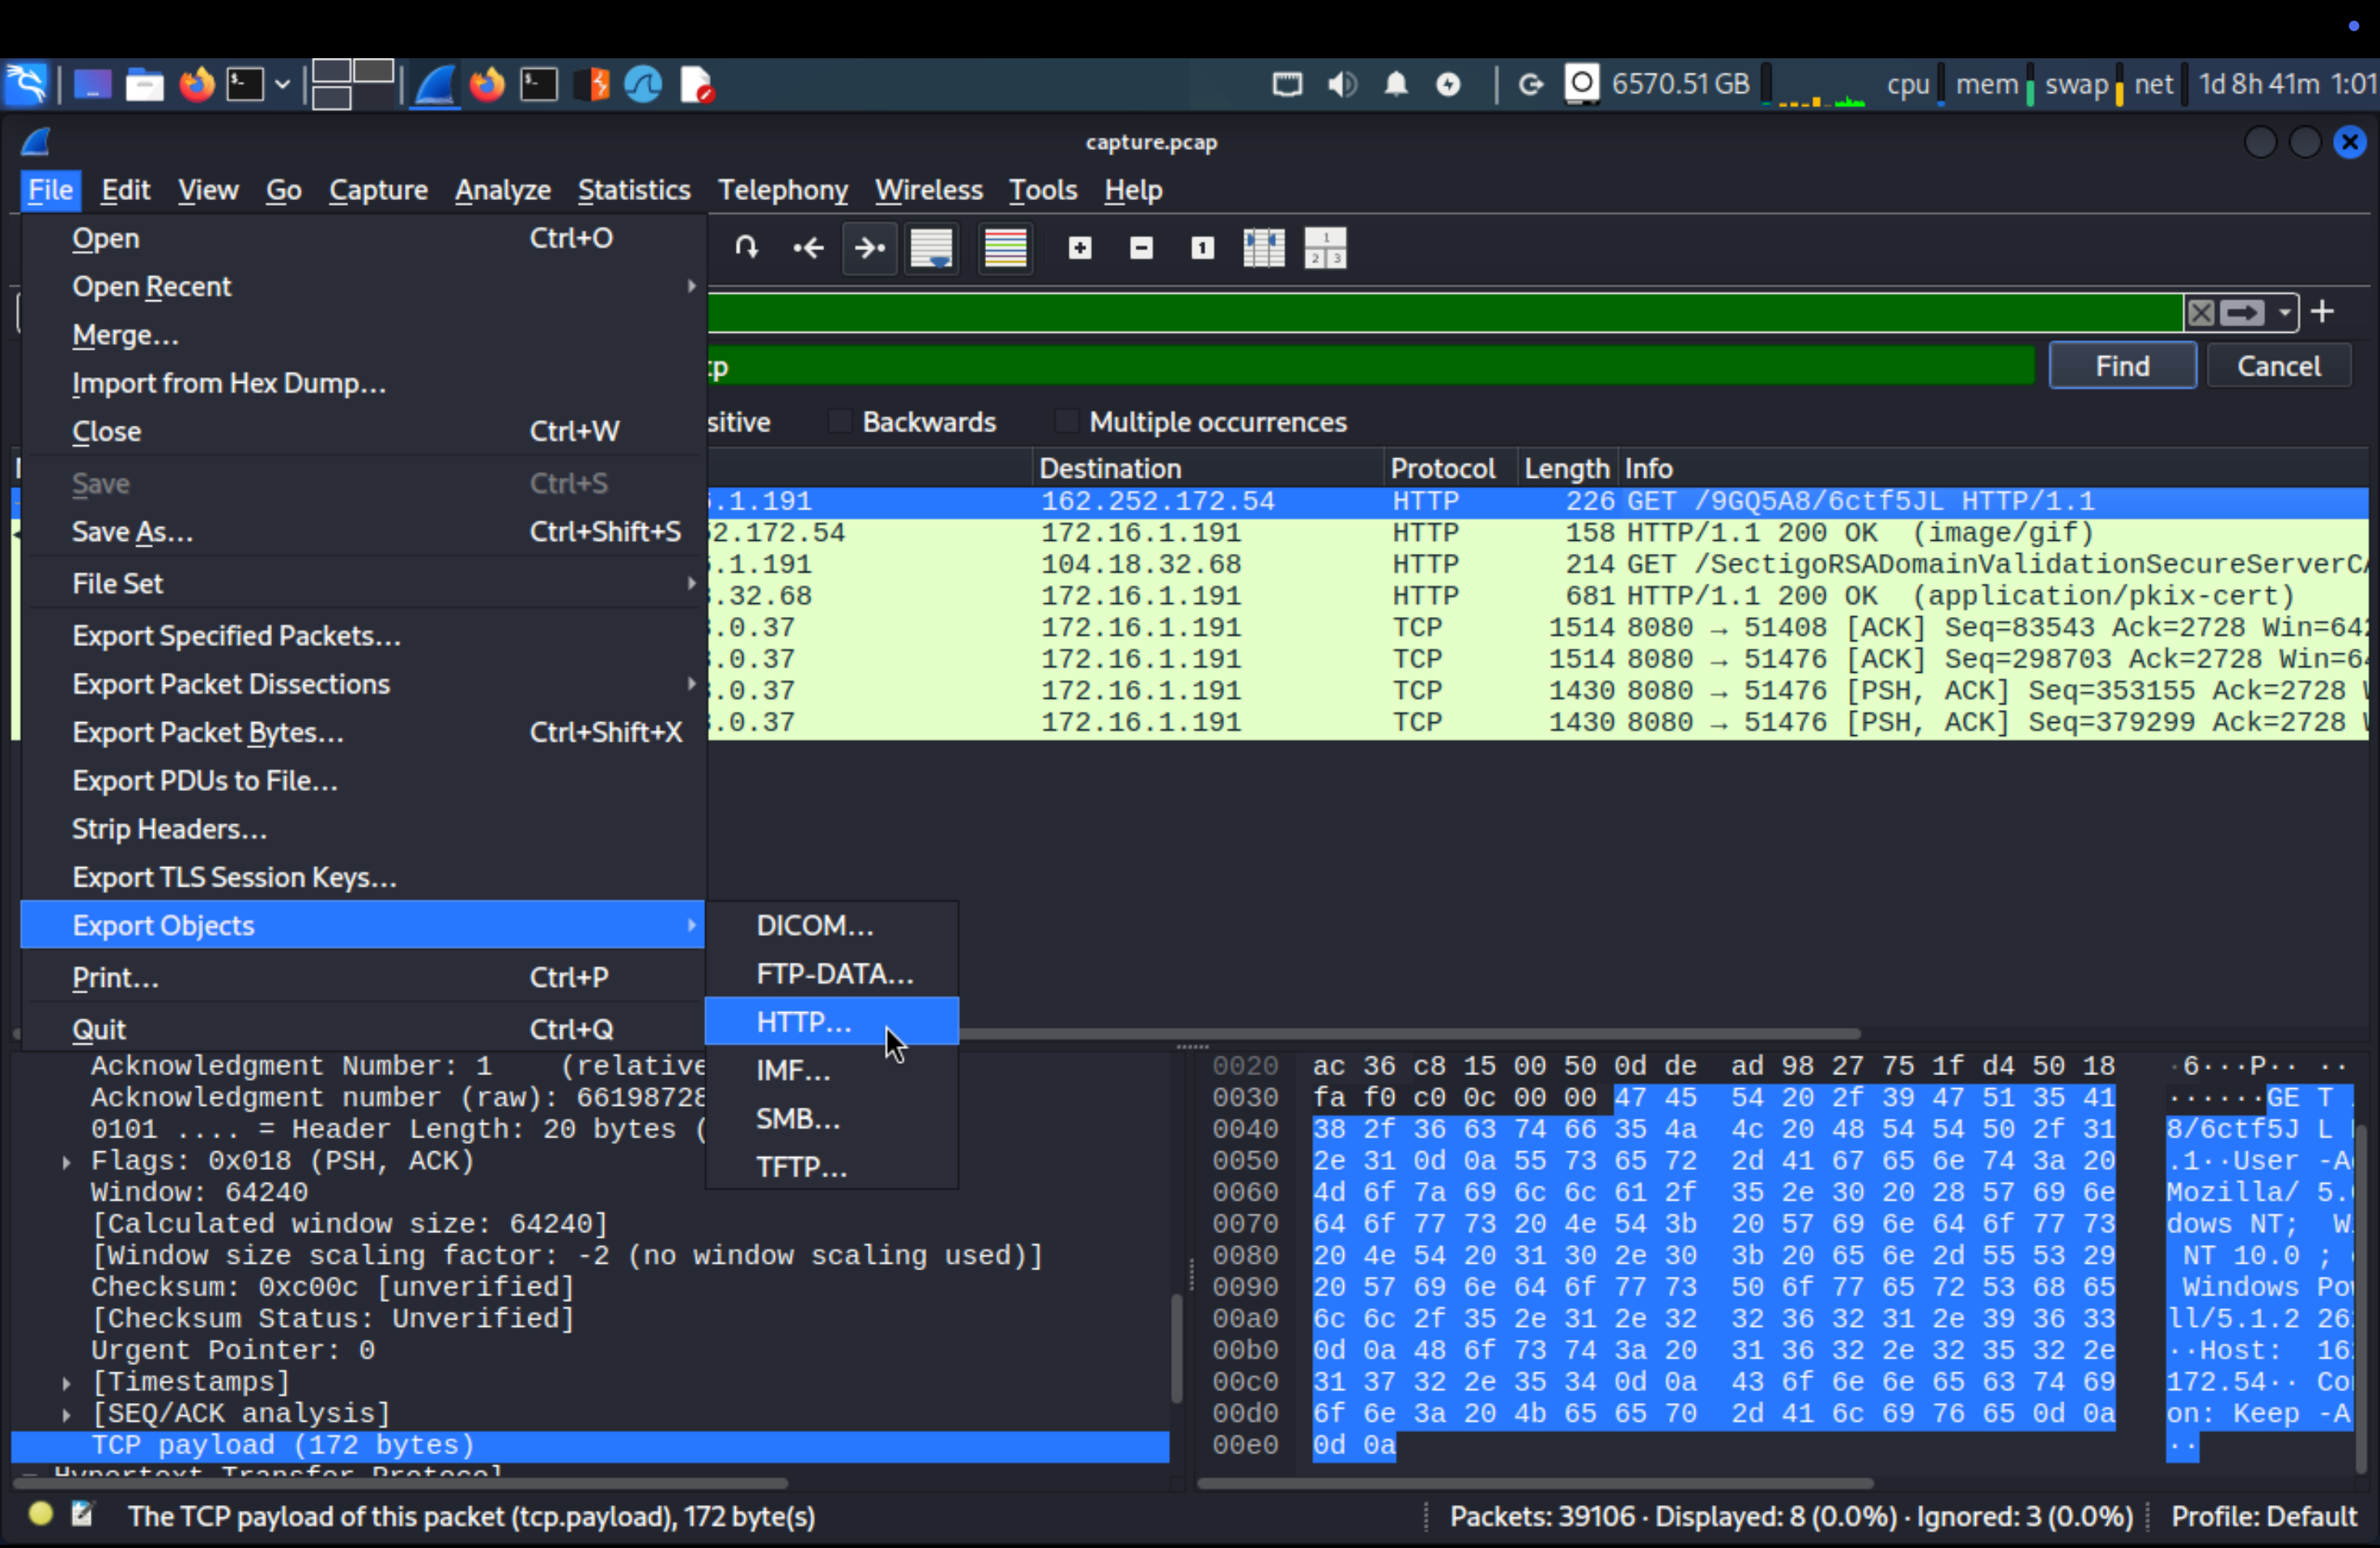 6570.51 GB cpu mem swap net 1d 8h 41m 1:01
capture.pcap
File Edit View Go Capture Analyze Statistics Telephony Wireless Tools Help
Open Ctrl+O
Open Recent
Merge...
Import from Hex Dump...
Close Ctrl+W
Save Ctrl+S
Save As... Ctrl+Shift+S
File Set
Export Specified Packets...
Export Packet Dissections
Export Packet Bytes... Ctrl+Shift+X
Export PDUs to File...
Strip Headers...
Export TLS Session Keys...
Export Objects
Print... Ctrl+P
Quit Ctrl+Q
DICOM...
FTP-DATA...
HTTP...
IMF...
SMB...
TFTP...
Find Cancel
sitive Backwards Multiple occurrences
Destination Protocol Length Info
.1.191 162.252.172.54 HTTP 226 GET /9GQ5A8/6ctf5JL HTTP/1.1
2.172.54 172.16.1.191 HTTP 158 HTTP/1.1 200 OK (image/gif)
.1.191 104.18.32.68 HTTP 214 GET /SectigoRSADomainValidationSecureServerCA
.32.68 172.16.1.191 HTTP 681 HTTP/1.1 200 OK (application/pkix-cert)
.0.37 172.16.1.191 TCP 1514 8080 → 51408 [ACK] Seq=83543 Ack=2728 Win=642
.0.37 172.16.1.191 TCP 1514 8080 → 51476 [ACK] Seq=298703 Ack=2728 Win=64
.0.37 172.16.1.191 TCP 1430 8080 → 51476 [PSH, ACK] Seq=353155 Ack=2728
.0.37 172.16.1.191 TCP 1430 8080 → 51476 [PSH, ACK] Seq=379299 Ack=2728
Acknowledgment Number: 1 (relative
Acknowledgment number (raw): 66198728
0101 .... = Header Length: 20 bytes (
Flags: 0x018 (PSH, ACK)
Window: 64240
[Calculated window size: 64240]
[Window size scaling factor: -2 (no window scaling used)]
Checksum: 0xc00c [unverified]
[Checksum Status: Unverified]
Urgent Pointer: 0
[Timestamps]
[SEQ/ACK analysis]
TCP payload (172 bytes)
Hypertext Transfer Protocol
0020 ac 36 c8 15 00 50 0d de ad 98 27 75 1f d4 50 18 ·6···P·· ··
0030 fa f0 c0 0c 00 00 47 45 54 20 2f 39 47 51 35 41 ······GE T
0040 38 2f 36 63 74 66 35 4a 4c 20 48 54 54 50 2f 31 8/6ctf5J L
0050 2e 31 0d 0a 55 73 65 72 2d 41 67 65 6e 74 3a 20 .1··User -A
0060 4d 6f 7a 69 6c 6c 61 2f 35 2e 30 20 28 57 69 6e Mozilla/ 5.
0070 64 6f 77 73 20 4e 54 3b 20 57 69 6e 64 6f 77 73 dows NT; W
0080 20 4e 54 20 31 30 2e 30 3b 20 65 6e 2d 55 53 29 NT 10.0 ;
0090 20 57 69 6e 64 6f 77 73 50 6f 77 65 72 53 68 65 Windows Po
00a0 6c 6c 2f 35 2e 31 2e 32 32 36 32 31 2e 39 36 33 ll/5.1.2 26
00b0 0d 0a 48 6f 73 74 3a 20 31 36 32 2e 32 35 32 2e ··Host: 16
00c0 31 37 32 2e 35 34 0d 0a 43 6f 6e 6e 65 63 74 69 172.54·· Co
00d0 6f 6e 3a 20 4b 65 65 70 2d 41 6c 69 76 65 0d 0a on: Keep -A
00e0 0d 0a ··
The TCP payload of this packet (tcp.payload), 172 byte(s) Packets: 39106 · Displayed: 8 (0.0%) · Ignored: 3 (0.0%) Profile: Default